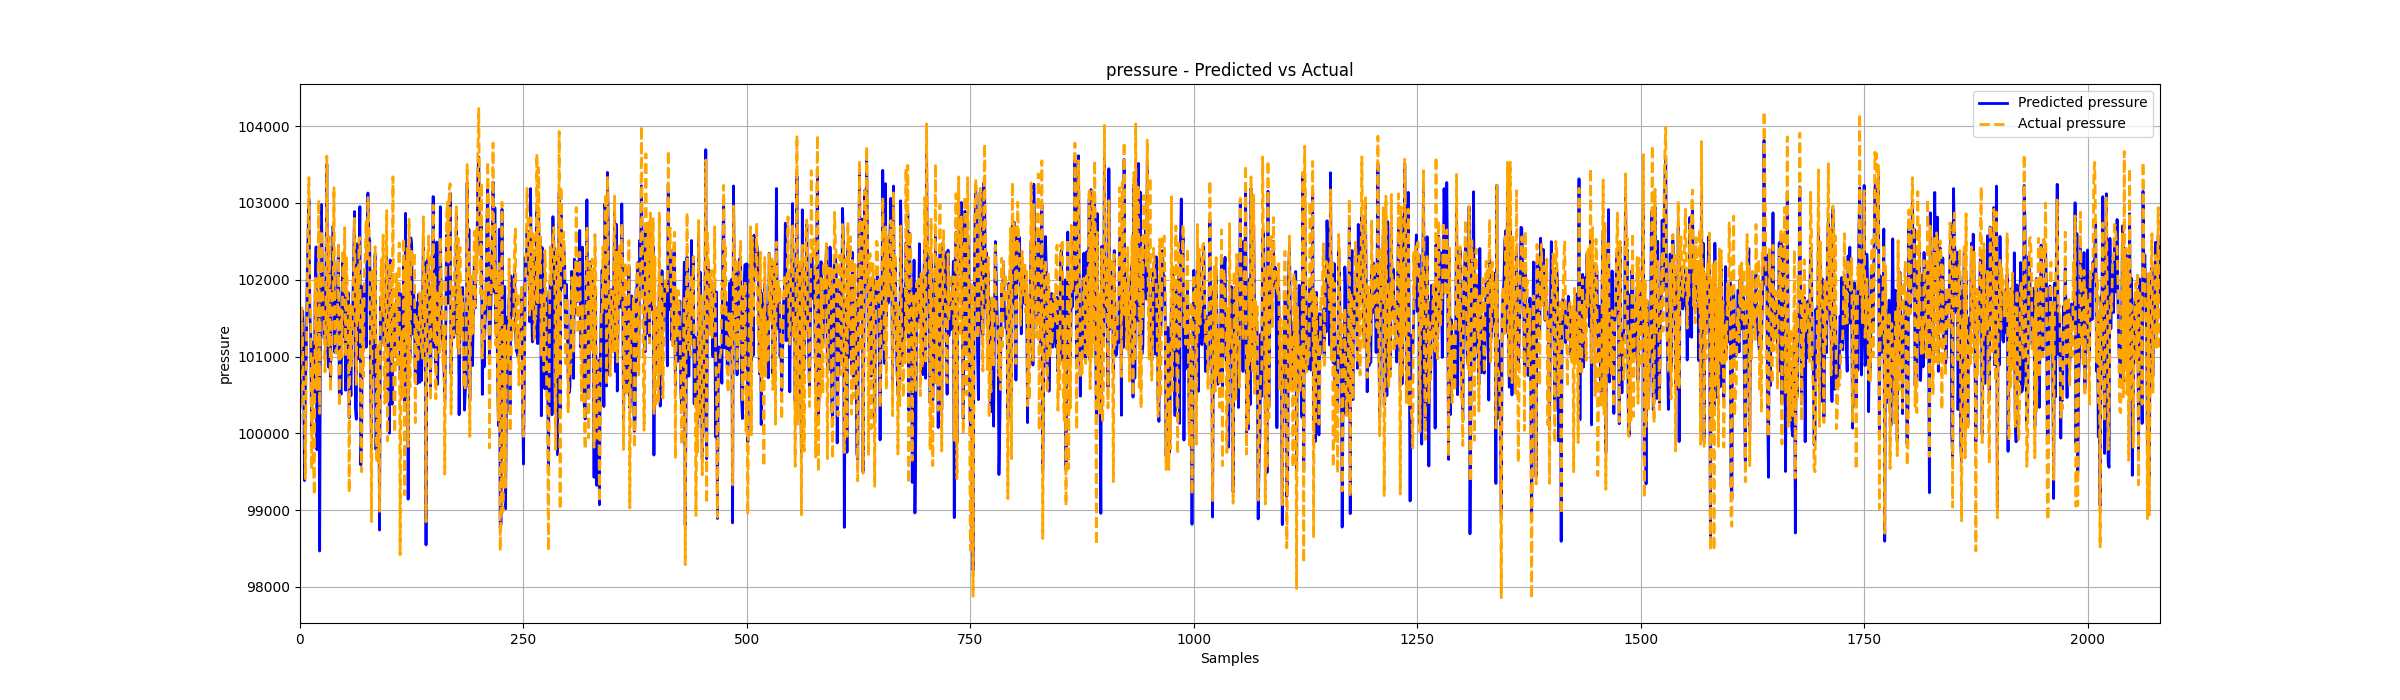 pressure - Predicted vs Actual
Predicted pressure
Actual pressure
104000
103000
102000
101000
100000
99000
98000
pressure
0 250 500 750 1000 1250 1500 1750 2000
Samples